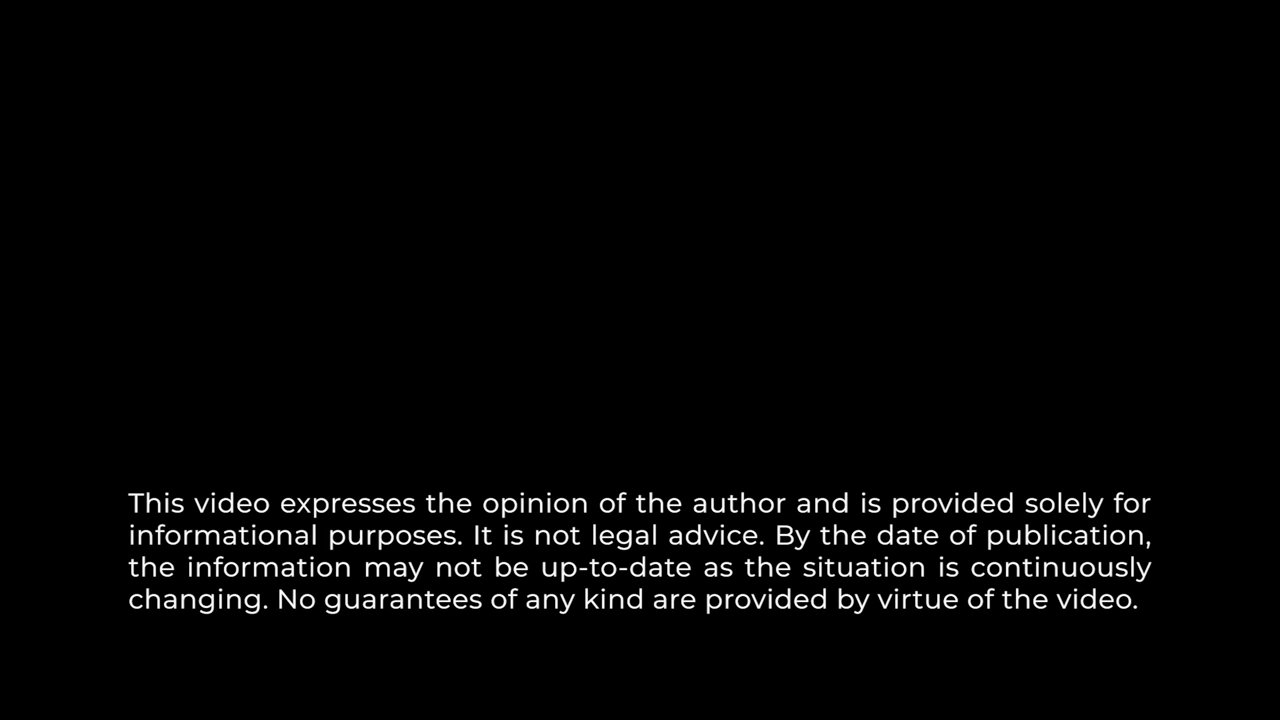 This video expresses the opinion of the author and is provided solely for
informational purposes. It is not legal advice. By the date of publication,
the information may not be up-to-date as the situation is continuously
changing. No guarantees of any kind are provided by virtue of the video.